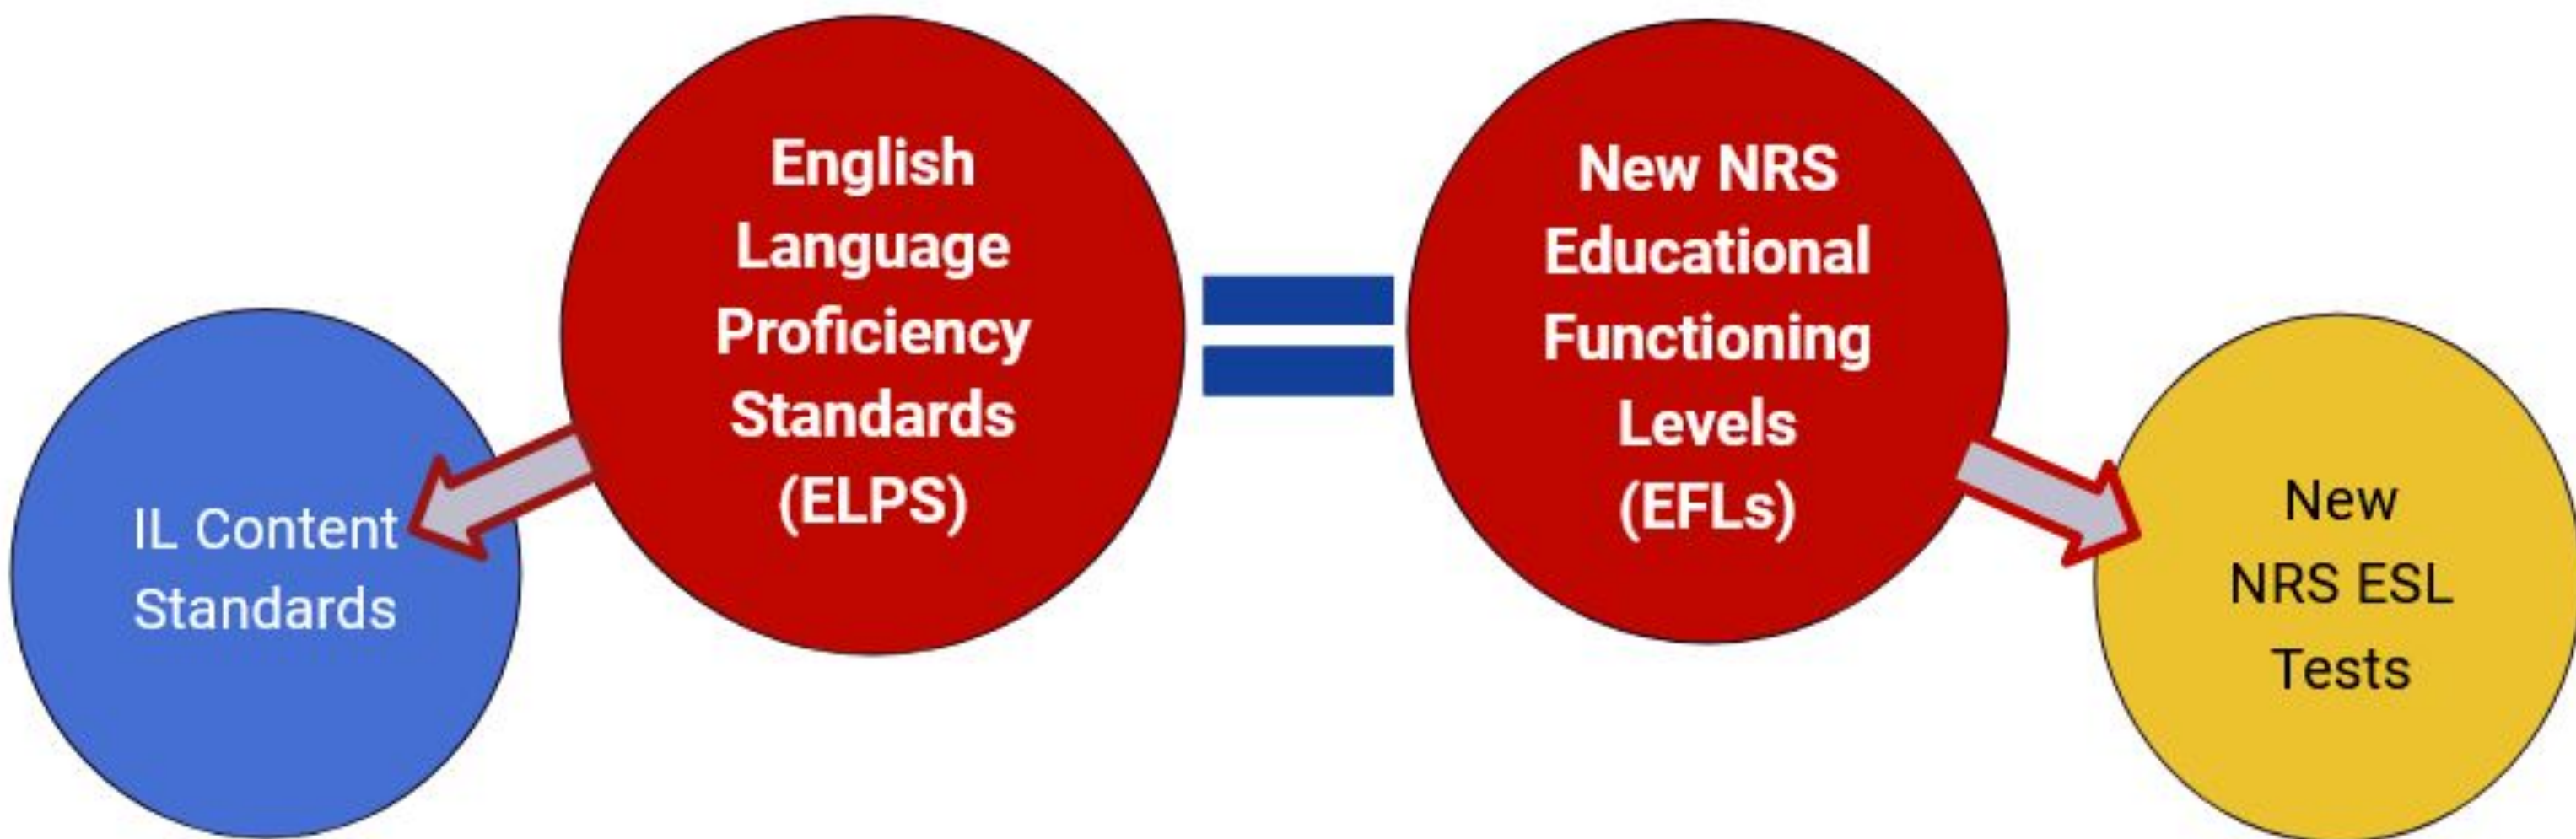 IL Content
Standards
English
Language
Proficiency
Standards
(ELPS)
New NRS
Educational
Functioning
Levels
(EFLs)
New
NRS ESL
Tests